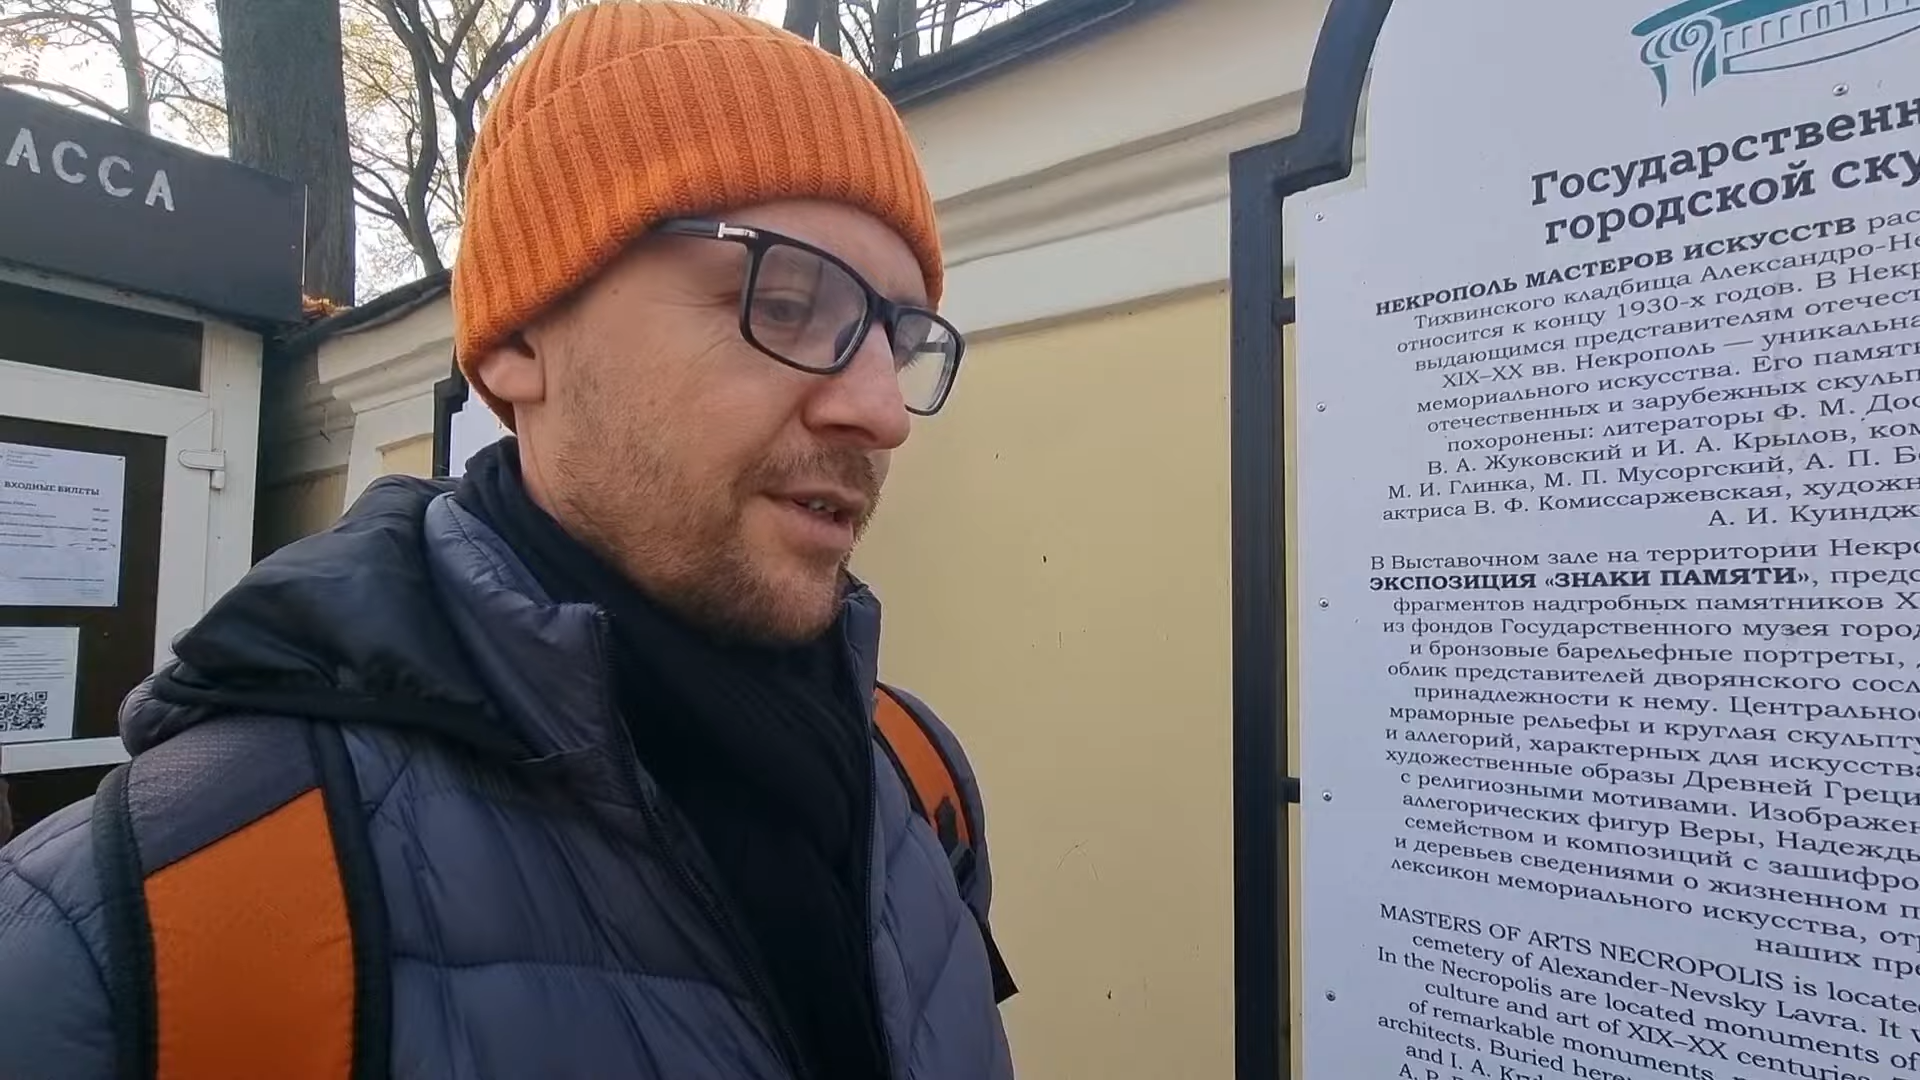 АССА
ВХОДНЫЕ БИЛЕТЫ
Государственн
городской ску
НЕКРОПОЛЬ МАСТЕРОВ ИСКУССТВ рас
Тихвинского кладбища Александро-Не
относится к концу 1930-х годов. В Некр
выдающимся представителям отечест
XIX–XX вв. Некрополь — уникальна
мемориального искусства. Его памят
отечественных и зарубежных скульп
похоронены: литераторы Ф. М. Дос
В. А. Жуковский и И. А. Крылов, ком
М. И. Глинка, М. П. Мусоргский, А. П. Бо
актриса В. Ф. Комиссаржевская, художн
А. И. Куиндж
В Выставочном зале на территории Некро
ЭКСПОЗИЦИЯ «ЗНАКИ ПАМЯТИ», предс
фрагментов надгробных памятников X
из фондов Государственного музея город
и бронзовые барельефные портреты,
облик представителей дворянского сосл
принадлежности к нему. Центрально
мраморные рельефы и круглая скульпту
и аллегорий, характерных для искусства
художественные образы Древней Греци
с религиозными мотивами. Изображен
аллегорических фигур Веры, Надежды
семейством и композиций с зашифро
и деревьев сведениями о жизненном п
лексикон мемориального искусства, отр
наших пре
MASTERS OF ARTS NECROPOLIS is locate
cemetery of Alexander-Nevsky Lavra. It v
In the Necropolis are located monuments of
culture and art of XIX–XX centuries.
of remarkable monuments,
architects. Buried here
and I. A. Kr
A. P.